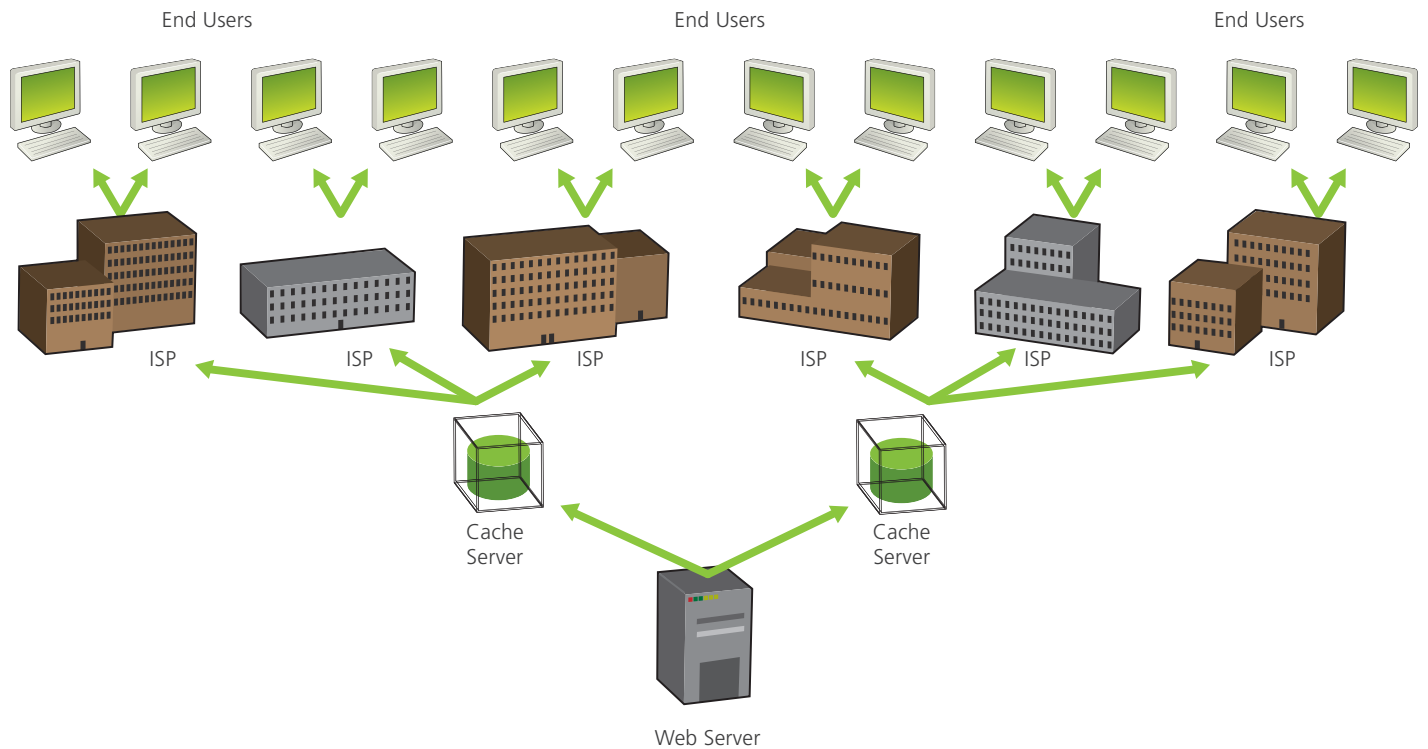 End Users
End Users
End Users
ISP
ISP
ISP
ISP
ISP
ISP
Cache
Server
Cache
Server
Web Server